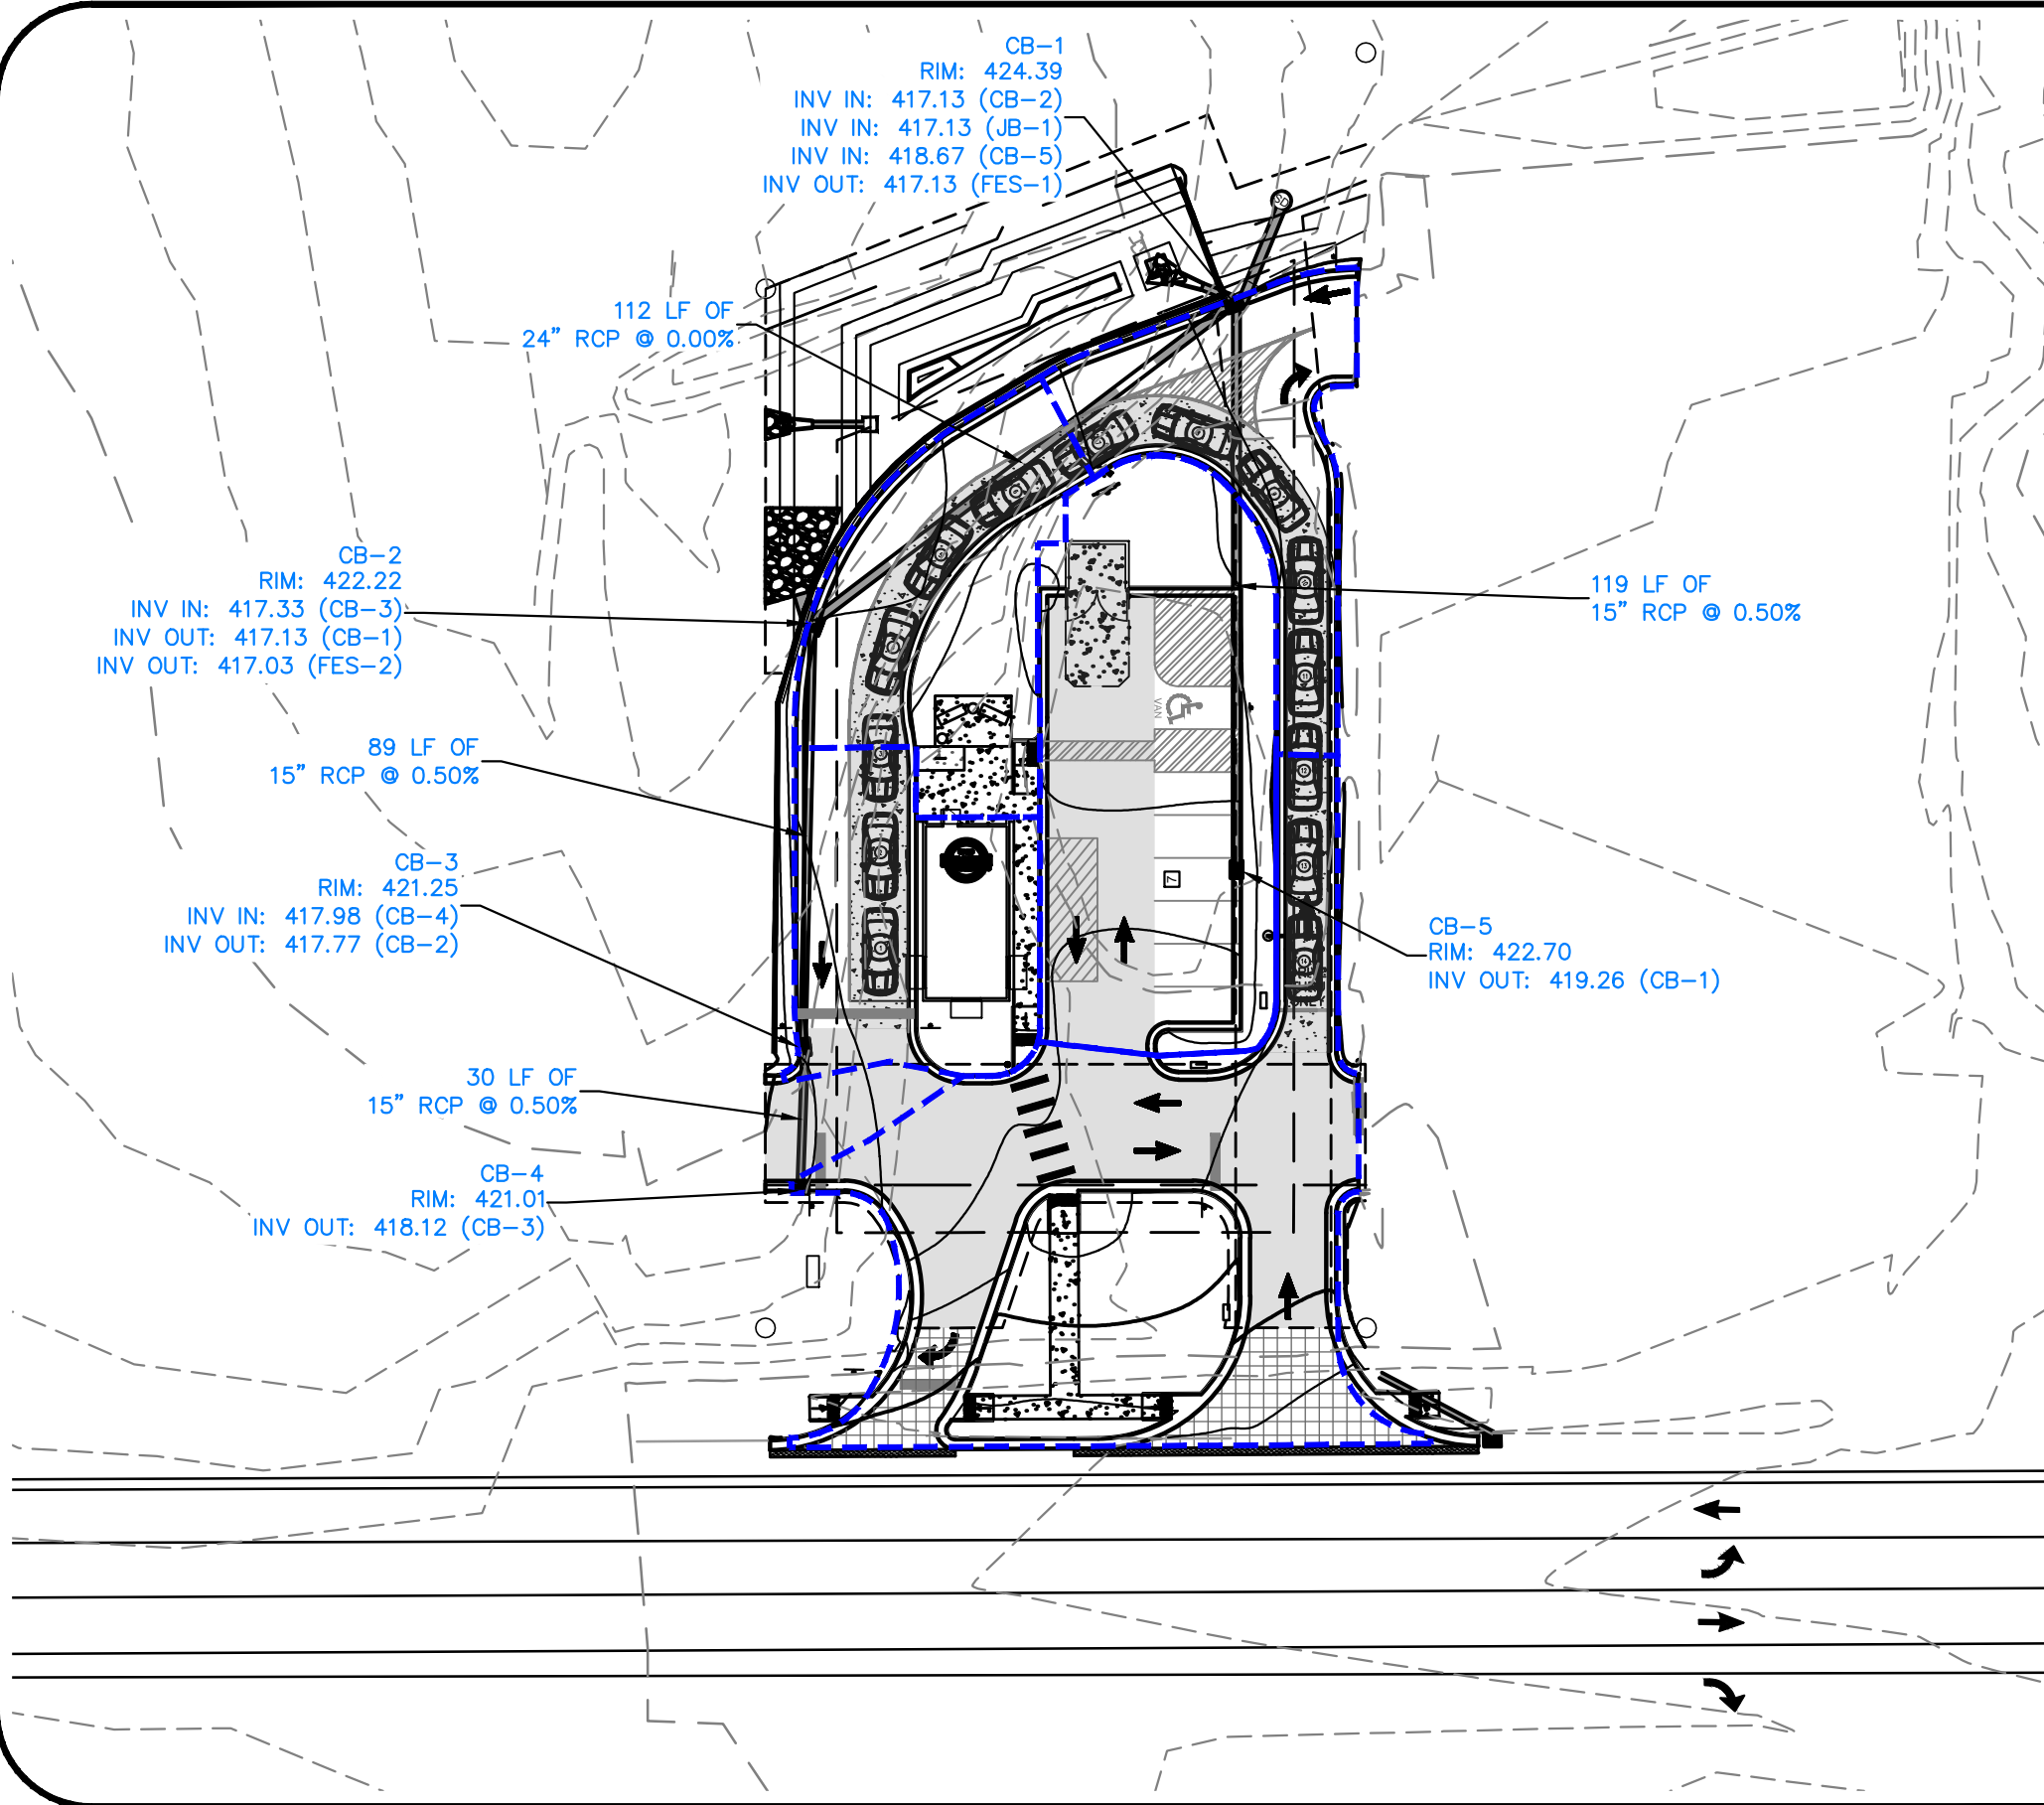 CB-1
RIM: 424.39
INV IN: 417.13 (CB-2)
INV IN: 417.13 (JB-1)
INV IN: 418.67 (CB-5)
INV OUT: 417.13 (FES-1)
SD
112 LF OF
24" RCP @ 0.00%
CB-2
RIM: 422.22
INV IN: 417.33 (CB-3)
INV OUT: 417.13 (CB-1)
INV OUT: 417.03 (FES-2)
119 LF OF
15" RCP @ 0.50%
VAN
89 LF OF
15" RCP @ 0.50%
CB-3
RIM: 421.25
INV IN: 417.98 (CB-4)
INV OUT: 417.77 (CB-2)
7
CB-5
RIM: 422.70
INV OUT: 419.26 (CB-1)
30 LF OF
15" RCP @ 0.50%
CB-4
RIM: 421.01
INV OUT: 418.12 (CB-3)